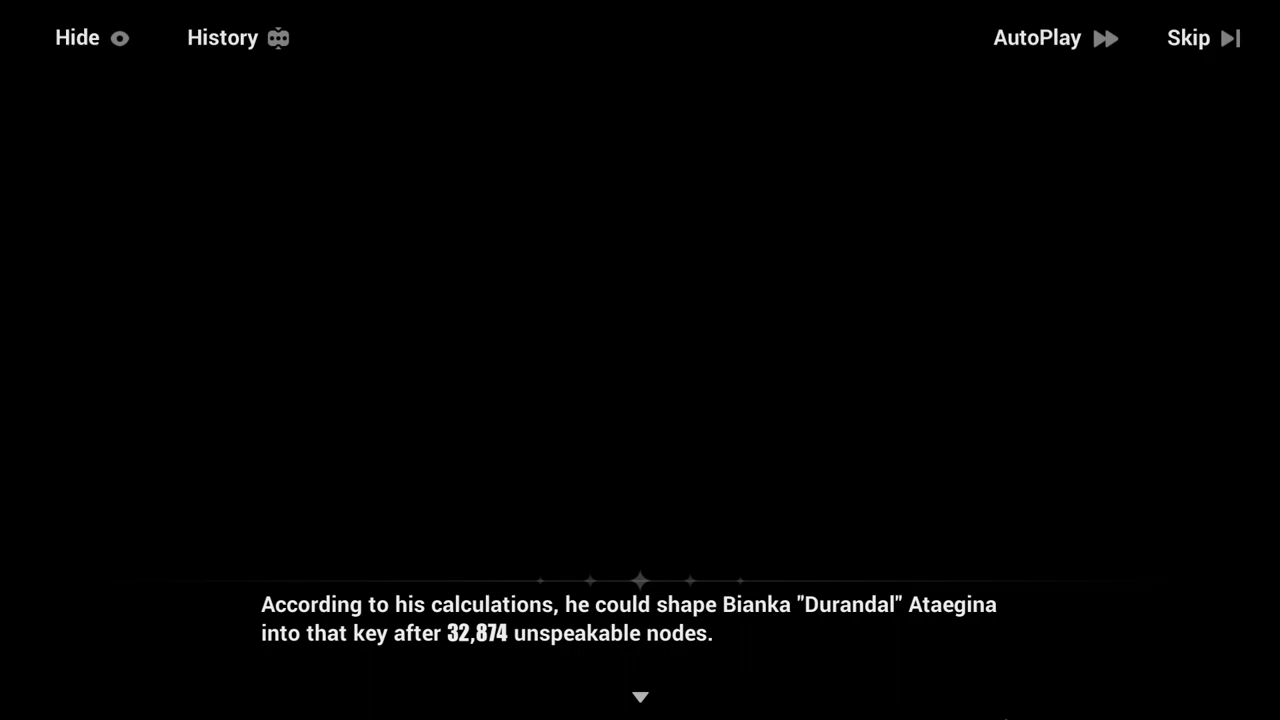 Hide
History
AutoPlay
Skip
According to his calculations, he could shape Bianka "Durandal" Ataegina
into that key after 32,874 unspeakable nodes.